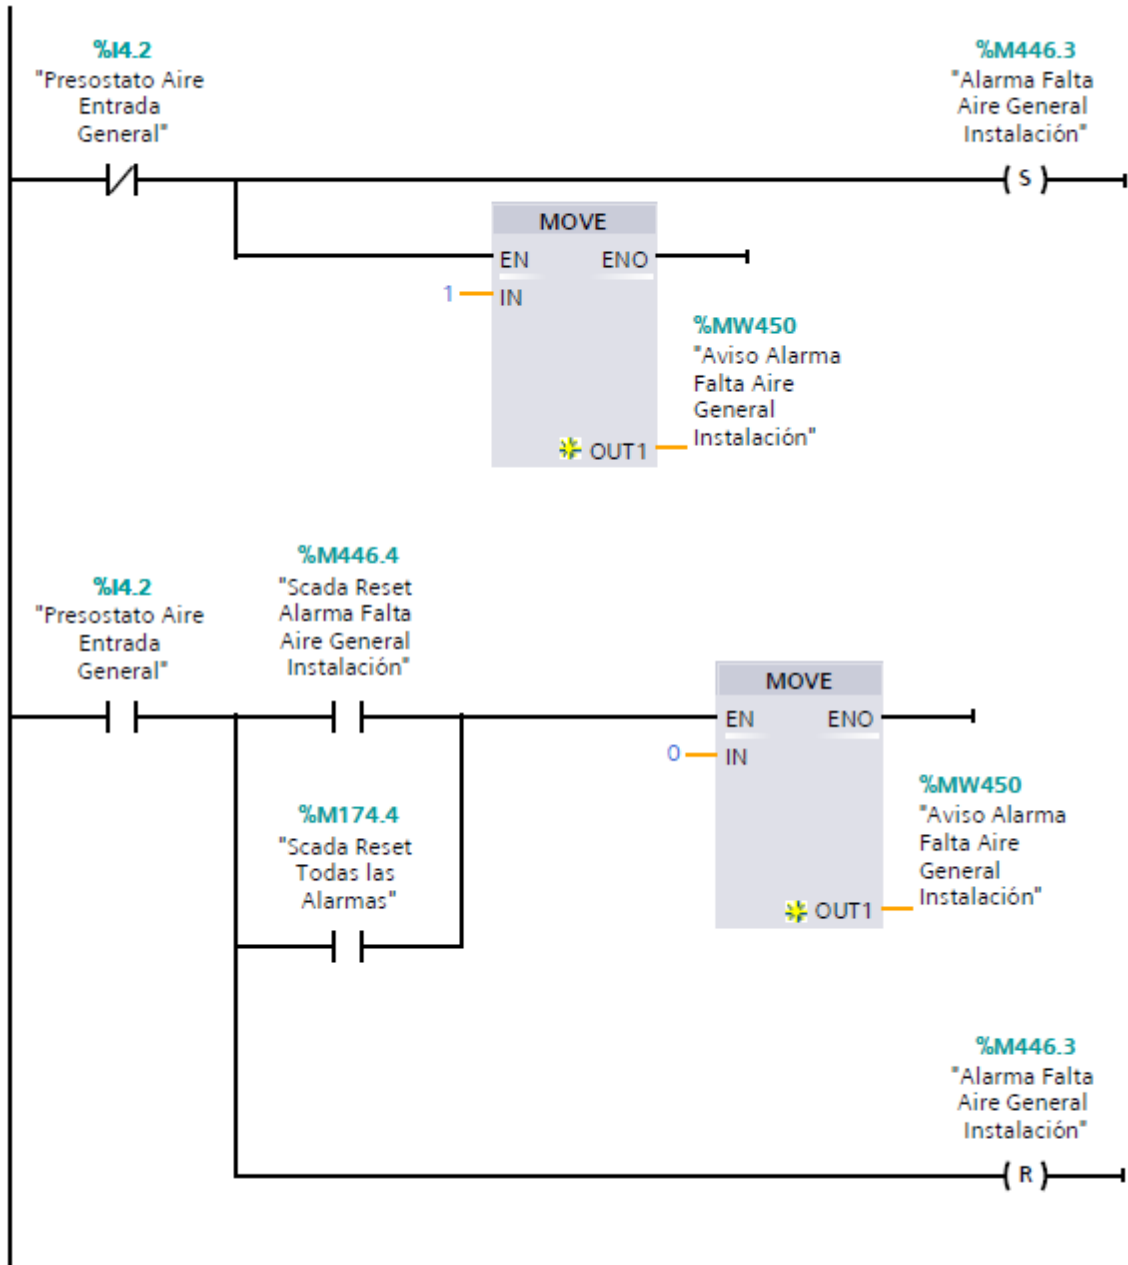 %I4.2
"Presostato Aire
Entrada
General"
%M446.3
"Alarma Falta
Aire General
Instalación"
( S )
MOVE
EN ENO
1 IN
%MW450
"Aviso Alarma
Falta Aire
General
Instalación"
OUT1
%I4.2
"Presostato Aire
Entrada
General"
%M446.4
"Scada Reset
Alarma Falta
Aire General
Instalación"
MOVE
EN ENO
0 IN
%MW450
"Aviso Alarma
Falta Aire
General
Instalación"
OUT1
%M174.4
"Scada Reset
Todas las
Alarmas"
%M446.3
"Alarma Falta
Aire General
Instalación"
( R )